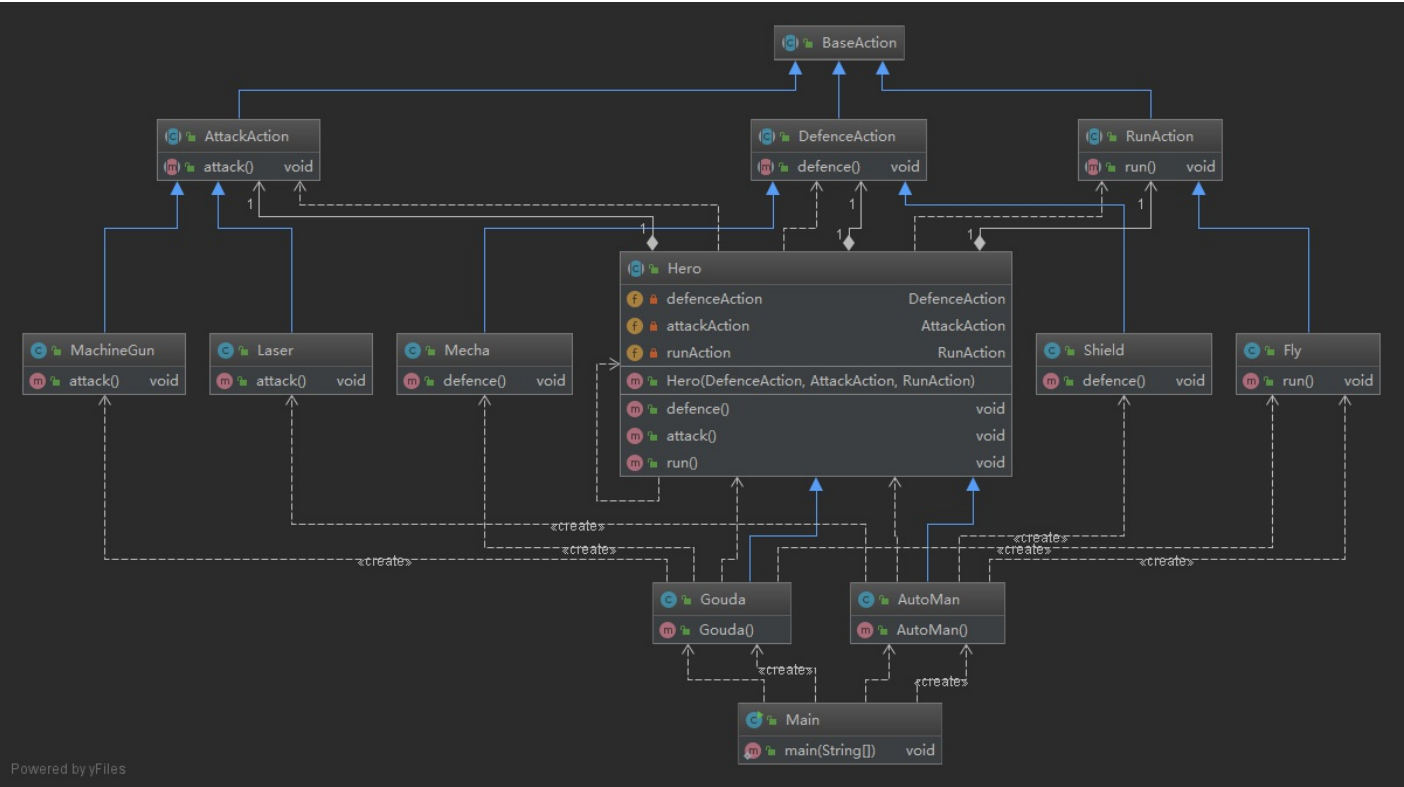 BaseAction
AttackAction
attack() void
DefenceAction
defence() void
RunAction
run() void
1
1
1
1
1
1
Hero
defenceAction DefenceAction
attackAction AttackAction
runAction RunAction
Hero(DefenceAction, AttackAction, RunAction)
defence() void
attack() void
run() void
MachineGun
attack() void
Laser
attack() void
Mecha
defence() void
Shield
defence() void
Fly
run() void
«create»
«create»
«create»
«create»
«create»
«create»
Gouda
Gouda()
AutoMan
AutoMan()
«create»
«create»
Main
main(String[]) void
Powered by yFiles